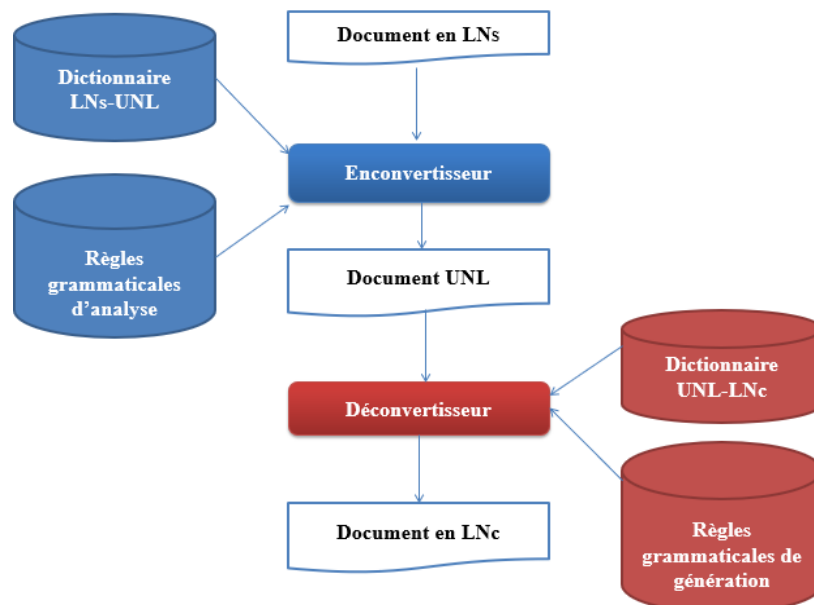 Document en LNs
Dictionnaire
LNs-UNL
Enconvertisseur
Règles
grammaticales
d'analyse
Document UNL
Dictionnaire
UNL-LNc
Déconvertisseur
Document en LNc
Règles
grammaticales de
génération